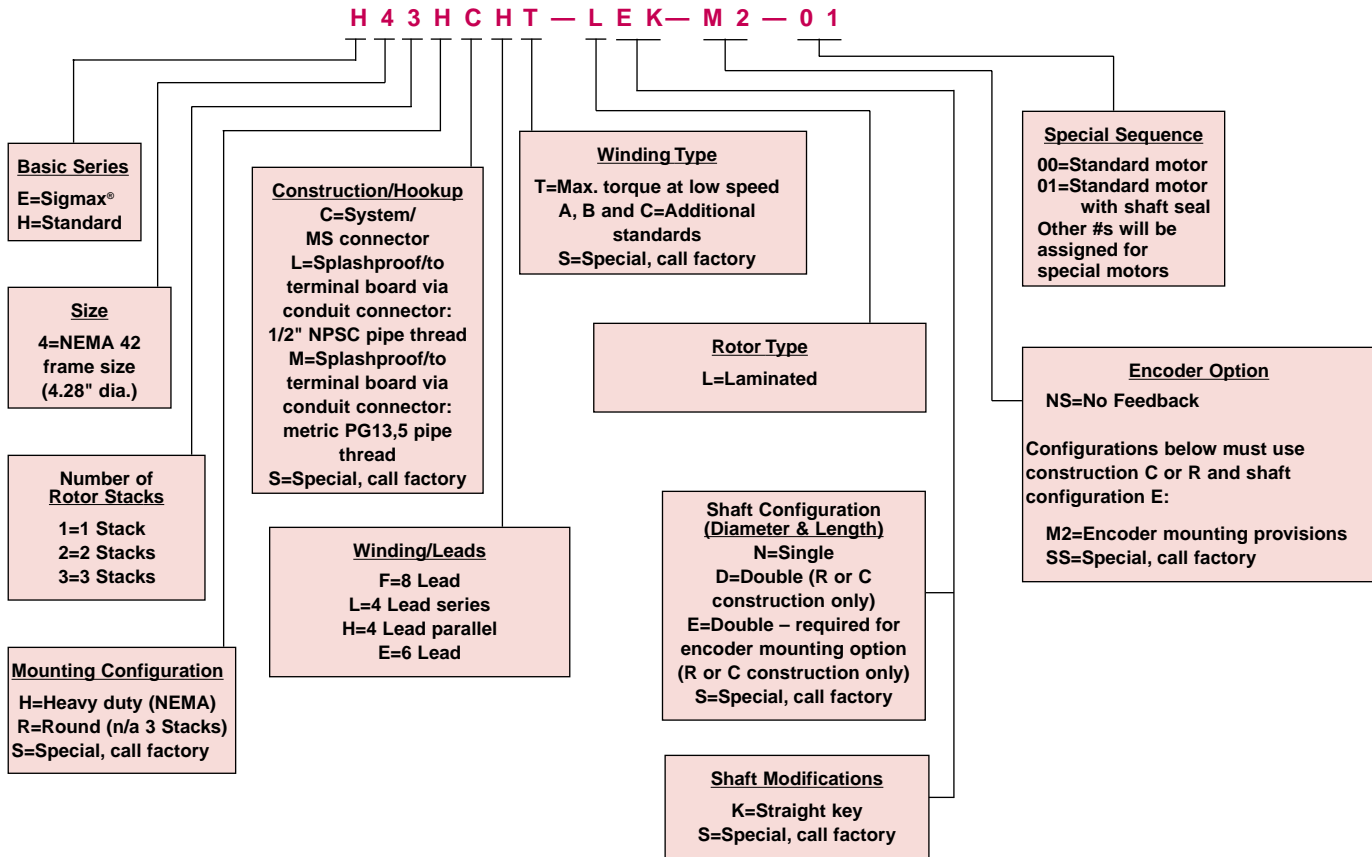 H 4 3 H C H T — L E K — M 2 — 0 1
Basic Series
E=Sigmax®
H=Standard
Size
4=NEMA 42
frame size
(4.28" dia.)
Number of
Rotor Stacks
1=1 Stack
2=2 Stacks
3=3 Stacks
Mounting Configuration
H=Heavy duty (NEMA)
R=Round (n/a 3 Stacks)
S=Special, call factory
Construction/Hookup
C=System/
MS connector
L=Splashproof/to
terminal board via
conduit connector:
1/2" NPSC pipe thread
M=Splashproof/to
terminal board via
conduit connector:
metric PG13,5 pipe
thread
S=Special, call factory
Winding/Leads
F=8 Lead
L=4 Lead series
H=4 Lead parallel
E=6 Lead
Winding Type
T=Max. torque at low speed
A, B and C=Additional
standards
S=Special, call factory
Rotor Type
L=Laminated
Shaft Configuration
(Diameter & Length)
N=Single
D=Double (R or C
construction only)
E=Double – required for
encoder mounting option
(R or C construction only)
S=Special, call factory
Shaft Modifications
K=Straight key
S=Special, call factory
Special Sequence
00=Standard motor
01=Standard motor
with shaft seal
Other #s will be
assigned for
special motors
Encoder Option
NS=No Feedback
Configurations below must use
construction C or R and shaft
configuration E:
M2=Encoder mounting provisions
SS=Special, call factory